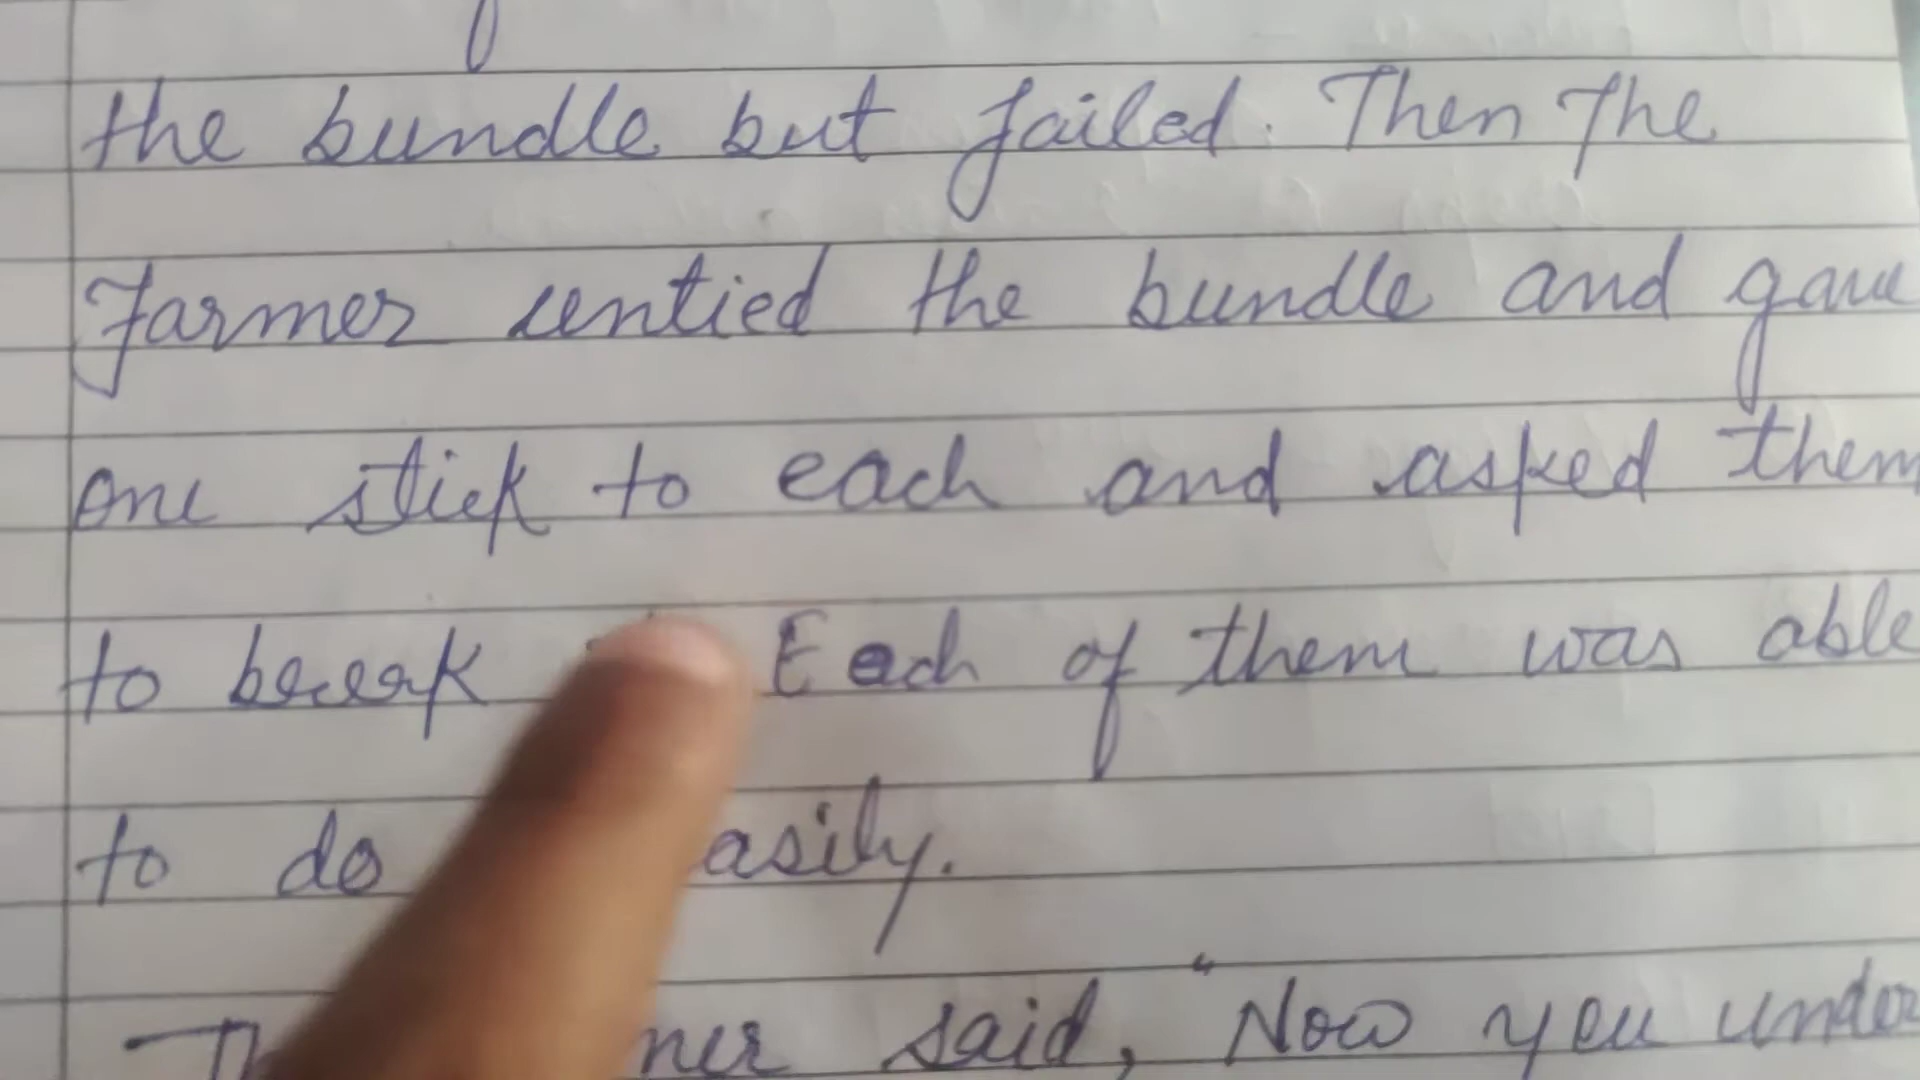 the bundle but failed. Then The
Farmer untied the bundle and gave
one stick to each and asked them
to break Each of them was able
to do asily.
said, "Now you under